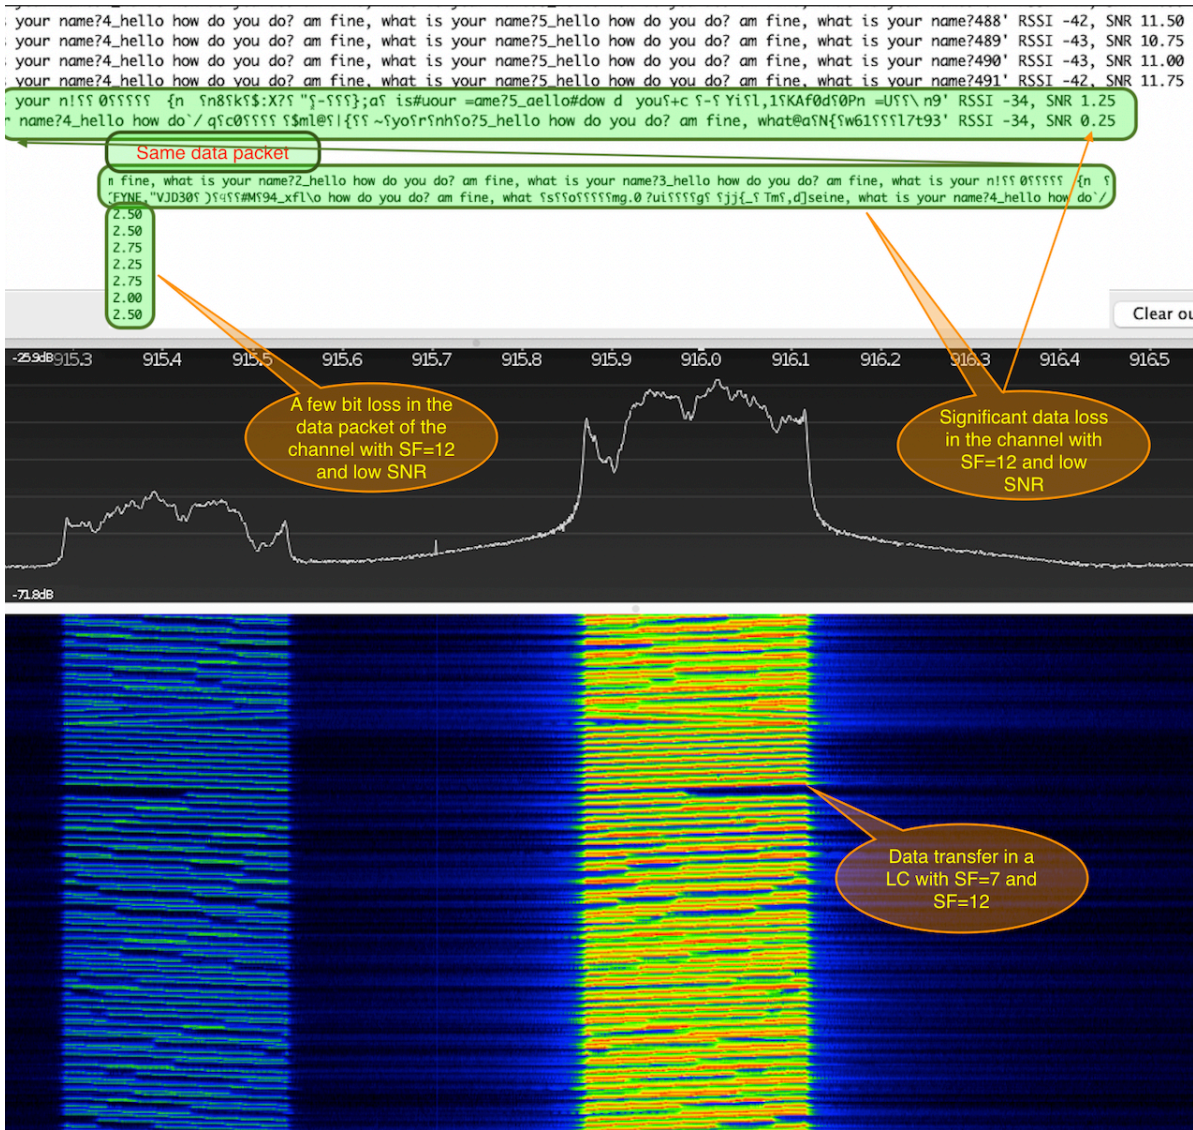 your name?4_hello how do you do? am fine, what is your name?5_hello how do you do? am fine, what is your name?488' RSSI -42, SNR 11.50
your name?4_hello how do you do? am fine, what is your name?5_hello how do you do? am fine, what is your name?489' RSSI -43, SNR 10.75
your name?4_hello how do you do? am fine, what is your name?5_hello how do you do? am fine, what is your name?490' RSSI -43, SNR 11.00
your name?4_hello how do you do? am fine, what is your name?5_hello how do you do? am fine, what is your name?491' RSSI -42, SNR 11.75
your is#uour =ame?5_aello#dow d RSSI -34, SNR 1.25
name?4_hello how do?5_hello how do you do? am fine, RSSI -34, SNR 0.25
Same data packet
fine, what is your name?2_hello how do you do? am fine, what is your name?3_hello how do you do? am fine, what is your
how do you do? am fine, what is your name?4_hello how do
2.50
2.50
2.75
2.25
2.75
2.00
2.50
Clear ou
-25.9dB 915.3 915.4 915.5 915.6 915.7 915.8 915.9 916.0 916.1 916.2 916.3 916.4 916.5
A few bit loss in the
data packet of the
channel with SF=12
and low SNR
Significant data loss
in the channel with
SF=12 and low
SNR
-71.8dB
Data transfer in a
LC with SF=7 and
SF=12